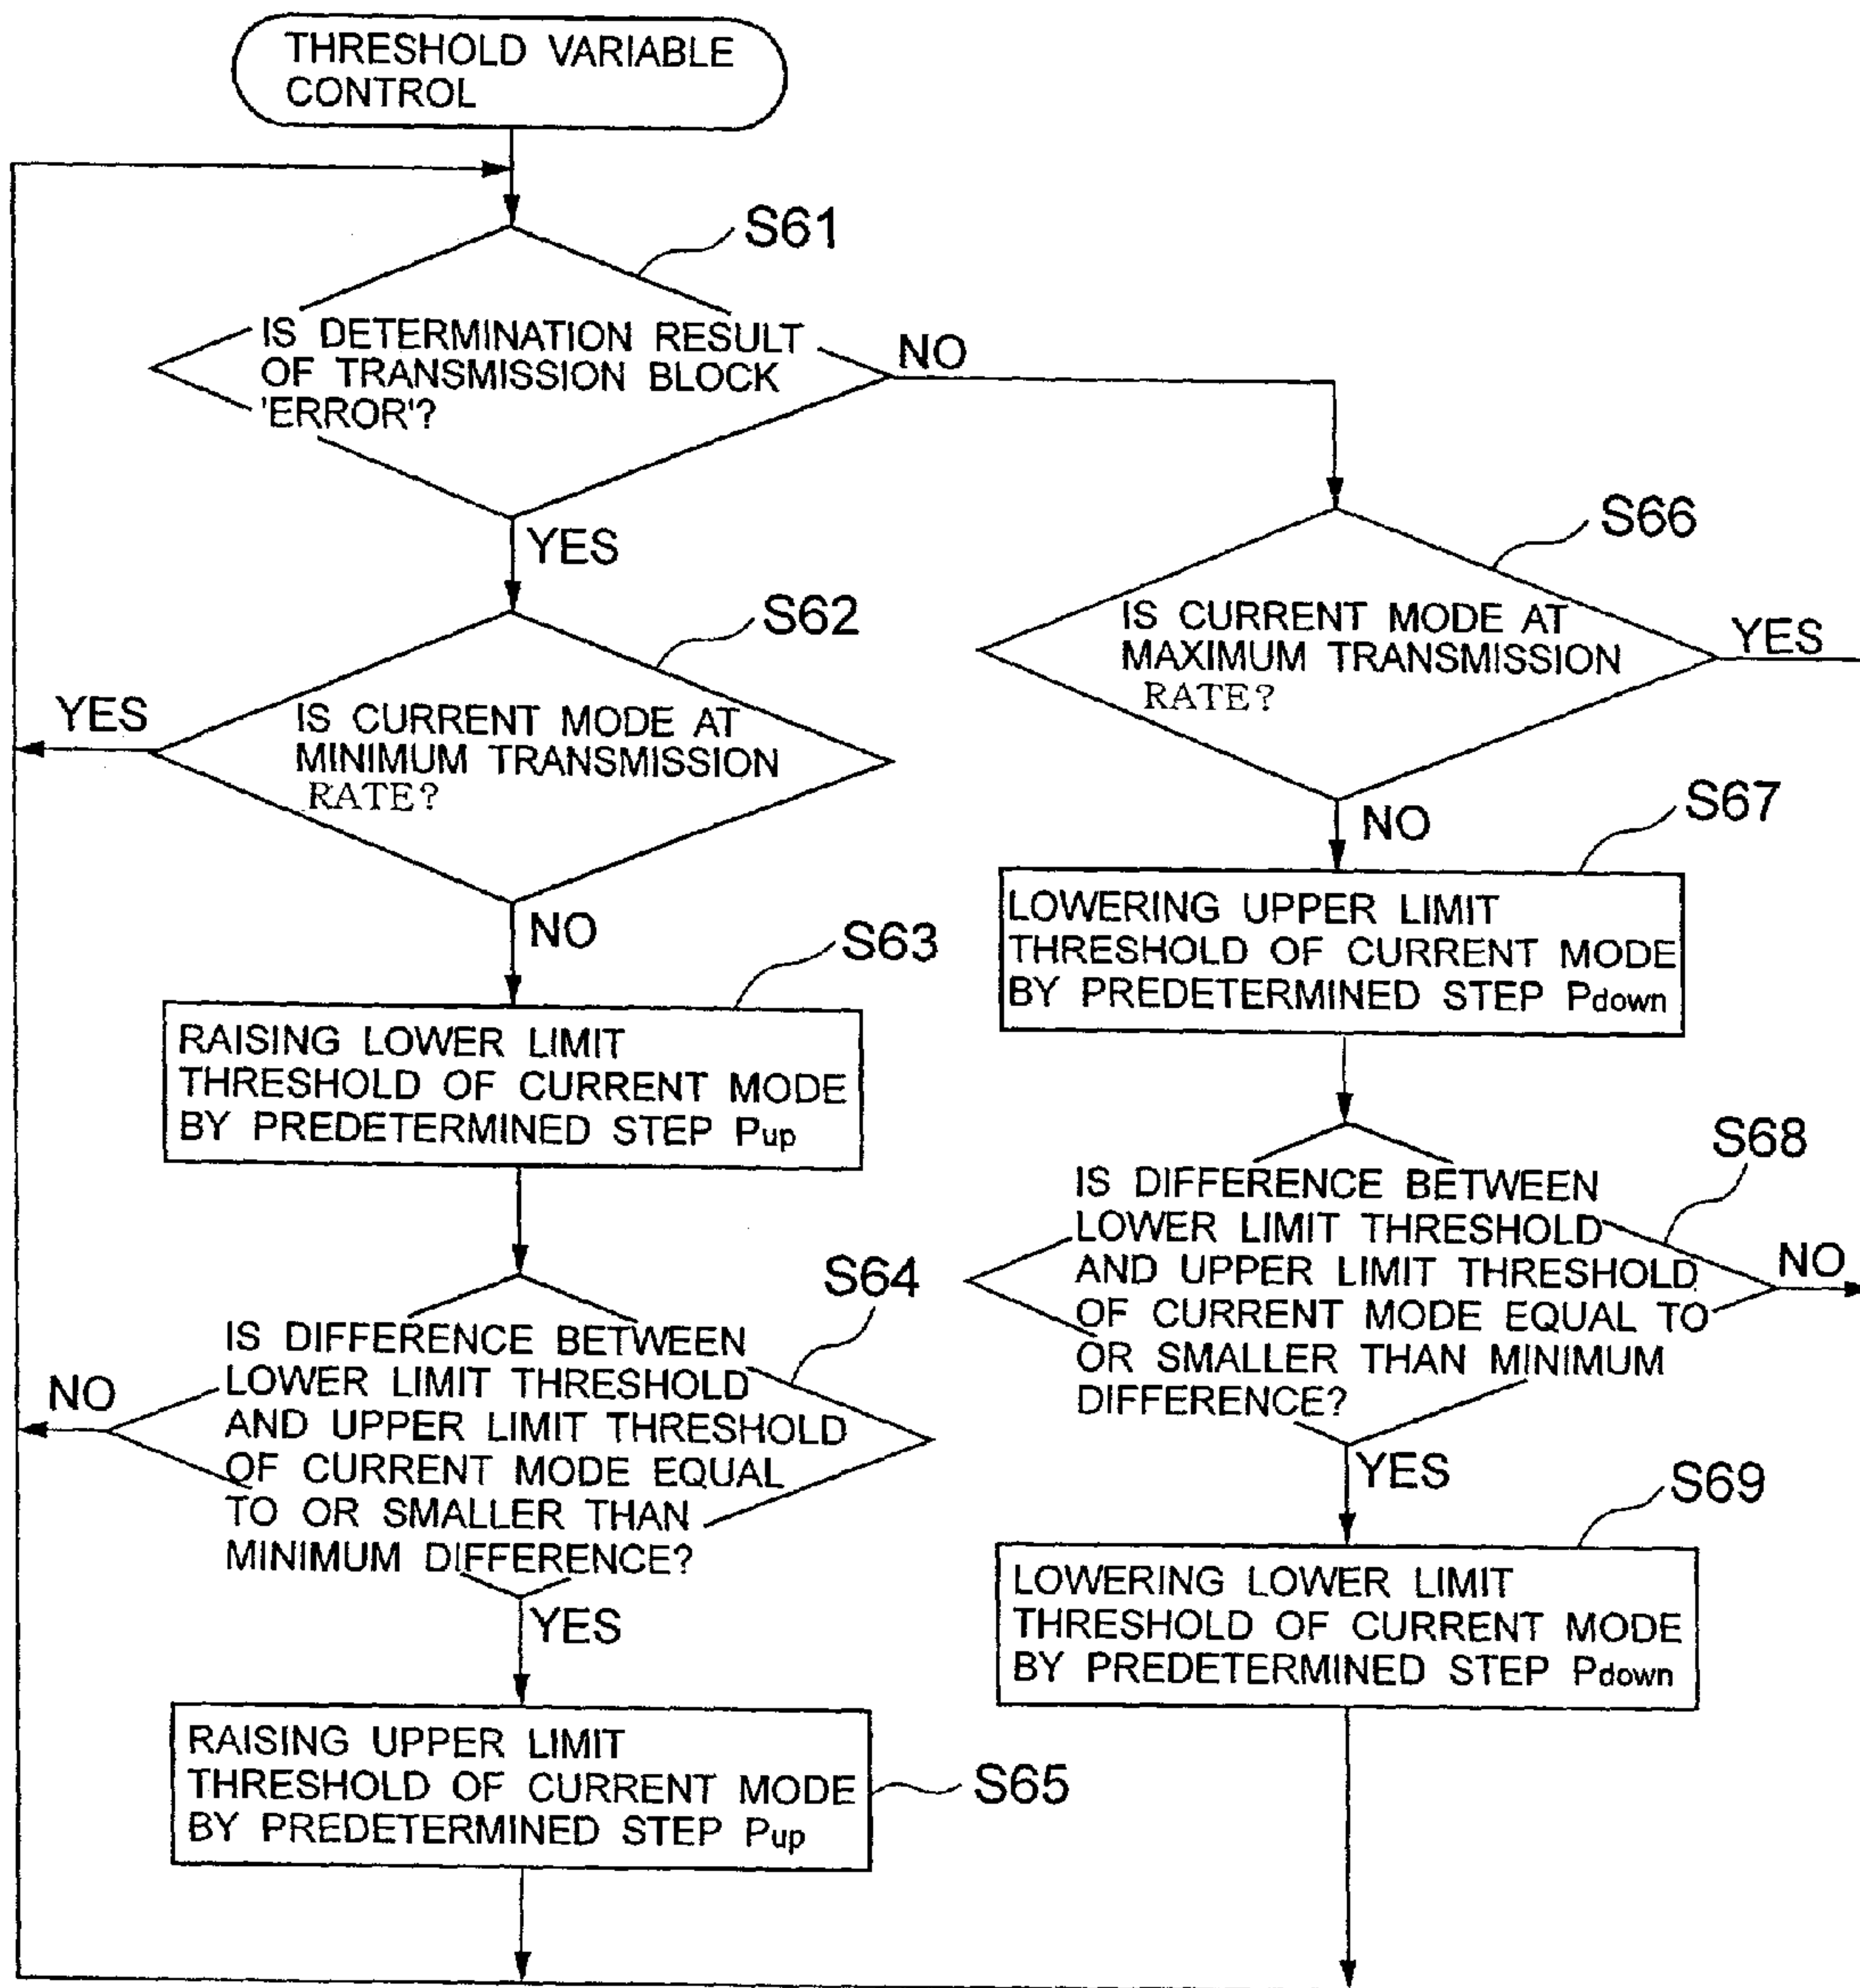 THRESHOLD VARIABLE
CONTROL
S61
IS DETERMINATION RESULT
OF TRANSMISSION BLOCK
'ERROR'?
NO
YES
S62
IS CURRENT MODE AT
MINIMUM TRANSMISSION
RATE?
YES
NO
S63
RAISING LOWER LIMIT
THRESHOLD OF CURRENT MODE
BY PREDETERMINED STEP Pup
S64
IS DIFFERENCE BETWEEN
LOWER LIMIT THRESHOLD
AND UPPER LIMIT THRESHOLD
OF CURRENT MODE EQUAL
TO OR SMALLER THAN
MINIMUM DIFFERENCE?
NO
YES
RAISING UPPER LIMIT
THRESHOLD OF CURRENT MODE
BY PREDETERMINED STEP Pup
S65
S66
IS CURRENT MODE AT
MAXIMUM TRANSMISSION
RATE?
YES
NO
S67
LOWERING UPPER LIMIT
THRESHOLD OF CURRENT MODE
BY PREDETERMINED STEP Pdown
S68
IS DIFFERENCE BETWEEN
LOWER LIMIT THRESHOLD
AND UPPER LIMIT THRESHOLD
OF CURRENT MODE EQUAL TO
OR SMALLER THAN MINIMUM
DIFFERENCE?
NO
YES
S69
LOWERING LOWER LIMIT
THRESHOLD OF CURRENT MODE
BY PREDETERMINED STEP Pdown